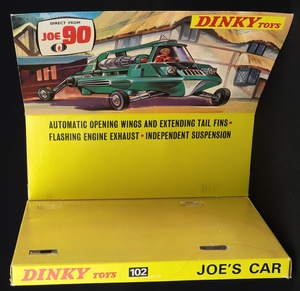 DIRECT FROM
JOE 90
DINKY TOYS
AUTOMATIC OPENING WINGS AND EXTENDING TAIL FINS•
FLASHING ENGINE EXHAUST • INDEPENDENT SUSPENSION
DINKY TOYS 102 JOE'S CAR